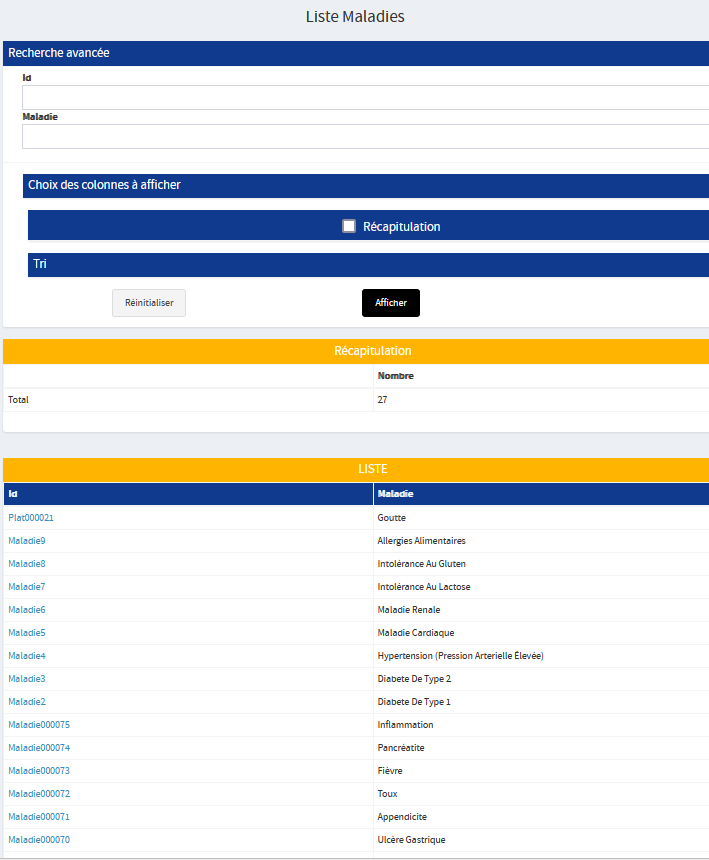 Liste Maladies
Recherche avancée
Id
Maladie
Choix des colonnes à afficher
Récapitulation
Tri
Réinitialiser Afficher
Récapitulation
Nombre
Total 27
LISTE
Id Maladie
Plat000021 Goutte
Maladie9 Allergies Alimentaires
Maladie8 Intolérance Au Gluten
Maladie7 Intolérance Au Lactose
Maladie6 Maladie Renale
Maladie5 Maladie Cardiaque
Maladie4 Hypertension (Pression Arterielle Élevée)
Maladie3 Diabete De Type 2
Maladie2 Diabete De Type 1
Maladie000075 Inflammation
Maladie000074 Pancréatite
Maladie000073 Fièvre
Maladie000072 Toux
Maladie000071 Appendicite
Maladie000070 Ulcère Gastrique